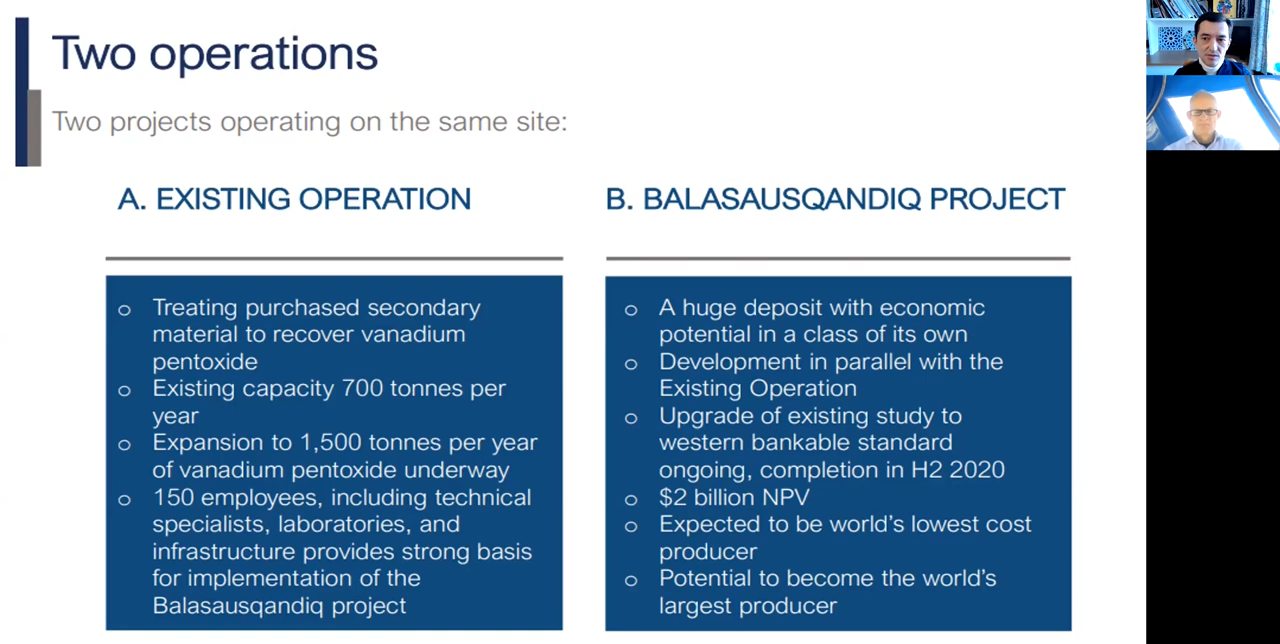 Two operations
Two projects operating on the same site:
A. EXISTING OPERATION
o Treating purchased secondary
material to recover vanadium
pentoxide
o Existing capacity 700 tonnes per
year
o Expansion to 1,500 tonnes per year
of vanadium pentoxide underway
o 150 employees, including technical
specialists, laboratories, and
infrastructure provides strong basis
for implementation of the
Balasausqandiq project
B. BALASAUSQANDIQ PROJECT
o A huge deposit with economic
potential in a class of its own
o Development in parallel with the
Existing Operation
o Upgrade of existing study to
western bankable standard
ongoing, completion in H2 2020
o $2 billion NPV
o Expected to be world's lowest cost
producer
o Potential to become the world's
largest producer